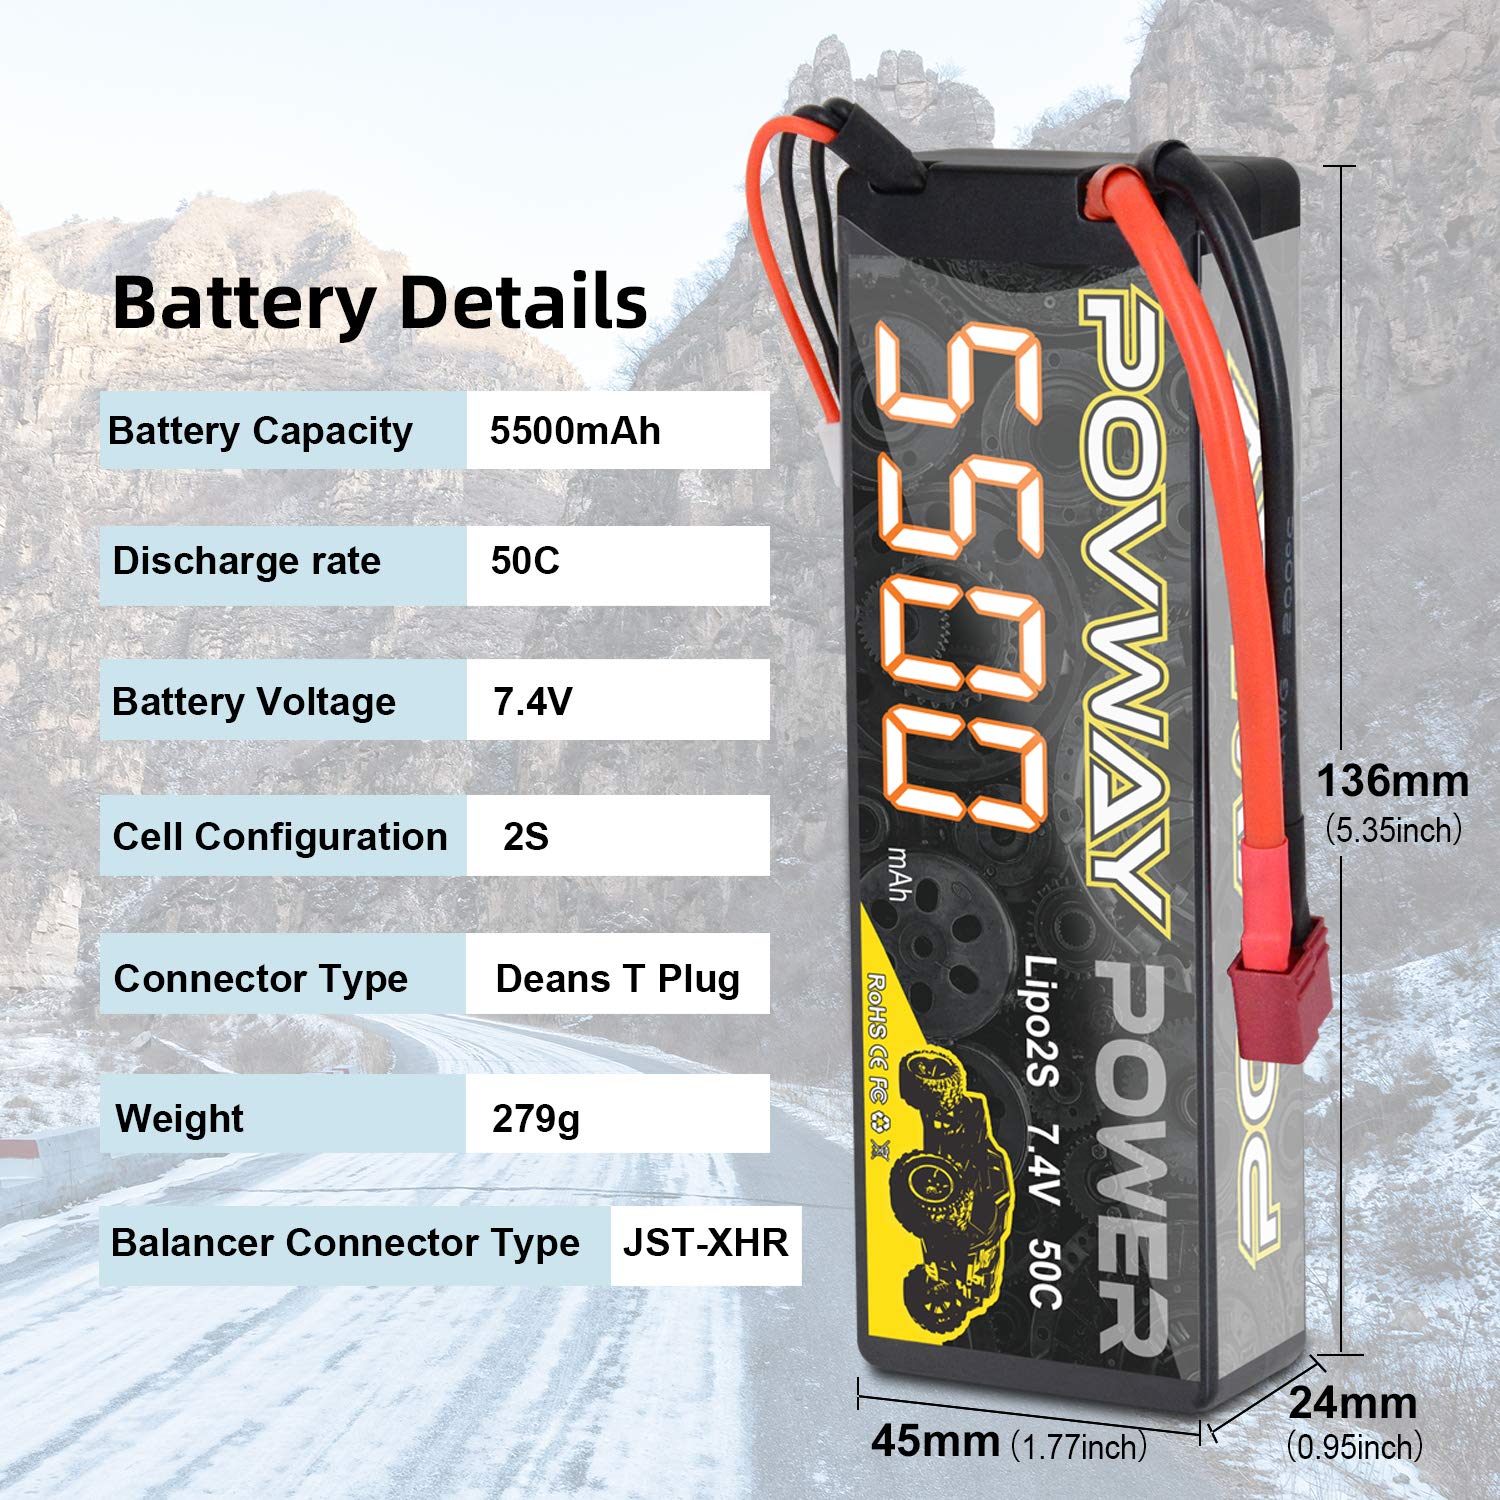 Battery Details
Battery Capacity 5500mAh
Discharge rate 50C
Battery Voltage 7.4V
Cell Configuration 2S
Connector Type Deans T Plug
Weight 279g
Balancer Connector Type JST-XHR
POWAY POWER
5500
mAh
Lipo2S 7.4V 50C
RoHS CE FC
200°C
136mm
(5.35inch)
45mm (1.77inch)
24mm
(0.95inch)